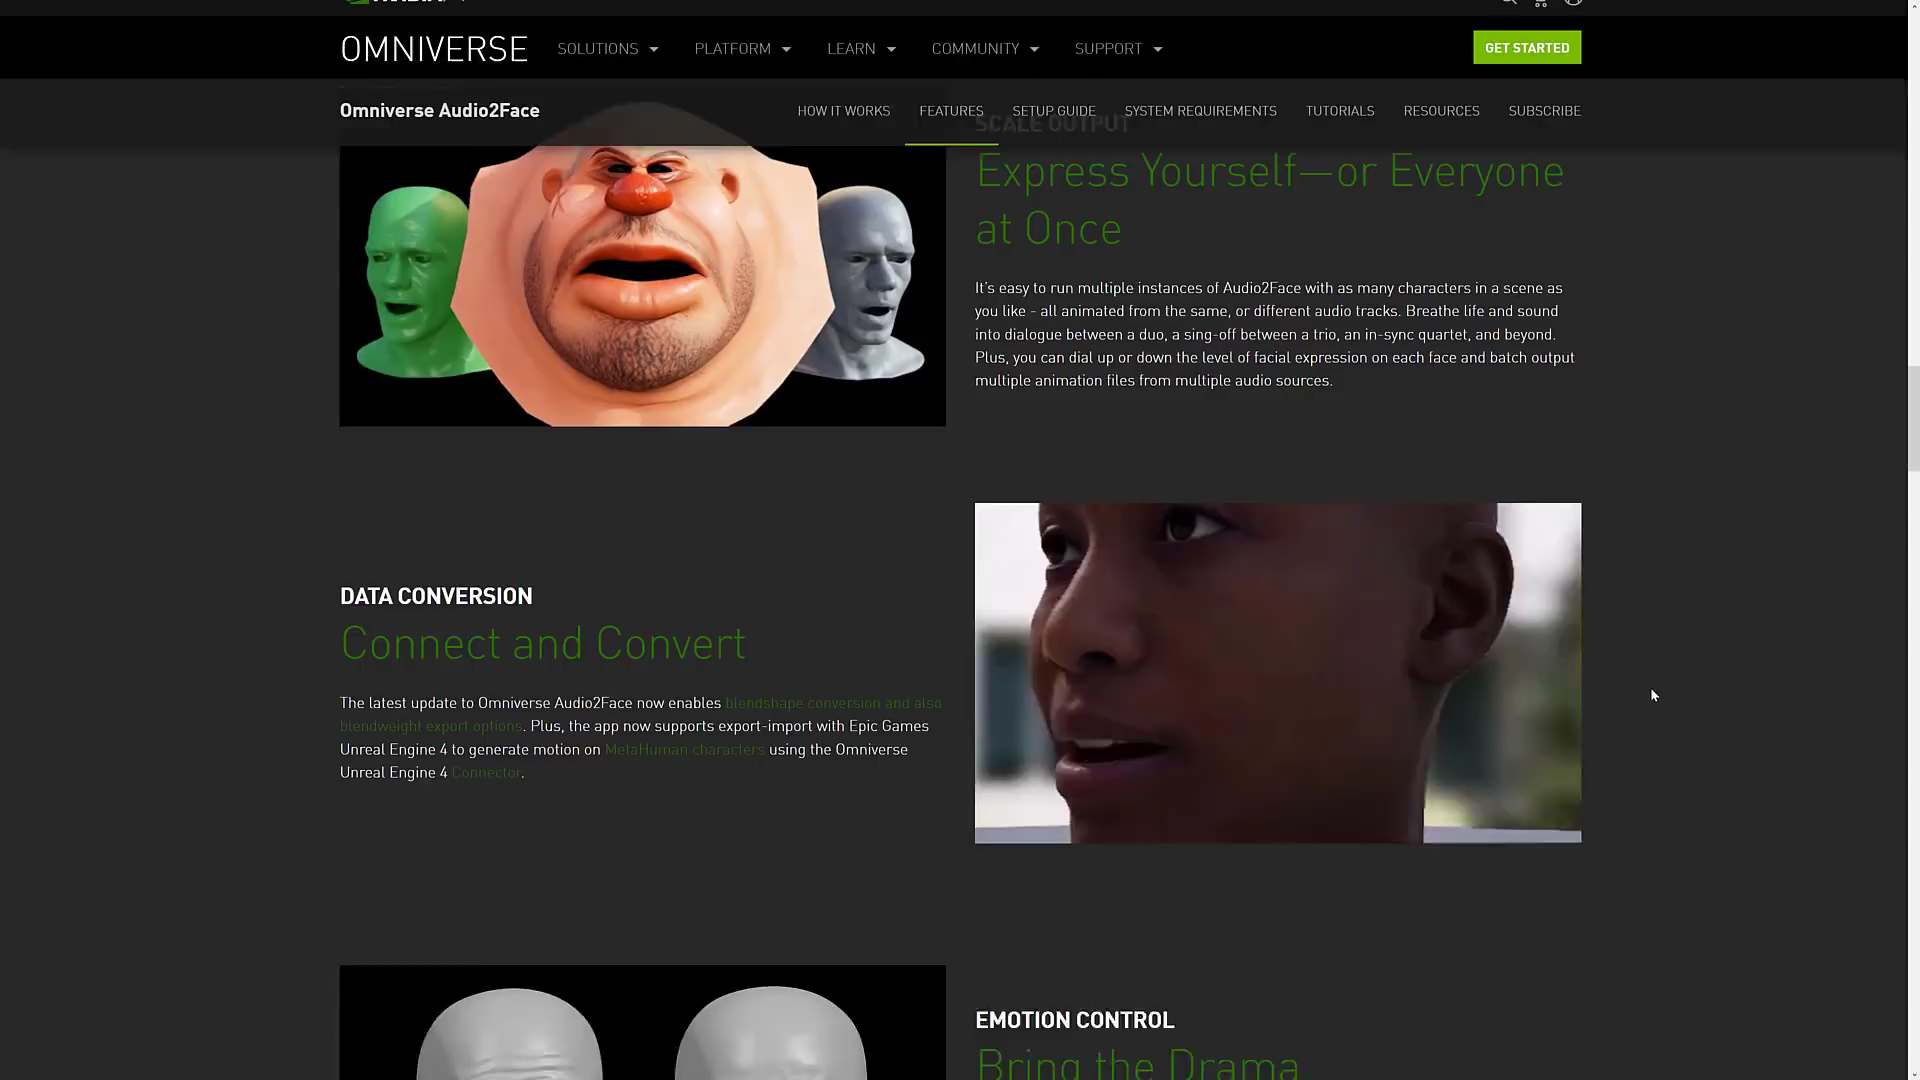 OMNIVERSE
SOLUTIONS
PLATFORM
LEARN
COMMUNITY
SUPPORT
GET STARTED
Omniverse Audio2Face
HOW IT WORKS
FEATURES
SETUP GUIDE
SYSTEM REQUIREMENTS
TUTORIALS
RESOURCES
SUBSCRIBE
SCALE OUTPUT
Express Yourself—or Everyone
at Once
It's easy to run multiple instances of Audio2Face with as many characters in a scene as
you like - all animated from the same, or different audio tracks. Breathe life and sound
into dialogue between a duo, a sing-off between a trio, an in-sync quartet, and beyond.
Plus, you can dial up or down the level of facial expression on each face and batch output
multiple animation files from multiple audio sources.
DATA CONVERSION
Connect and Convert
The latest update to Omniverse Audio2Face now enables blendshape conversion and also
blendweight export options. Plus, the app now supports export-import with Epic Games
Unreal Engine 4 to generate motion on MetaHuman characters using the Omniverse
Unreal Engine 4 Connector.
EMOTION CONTROL
Bring the Drama